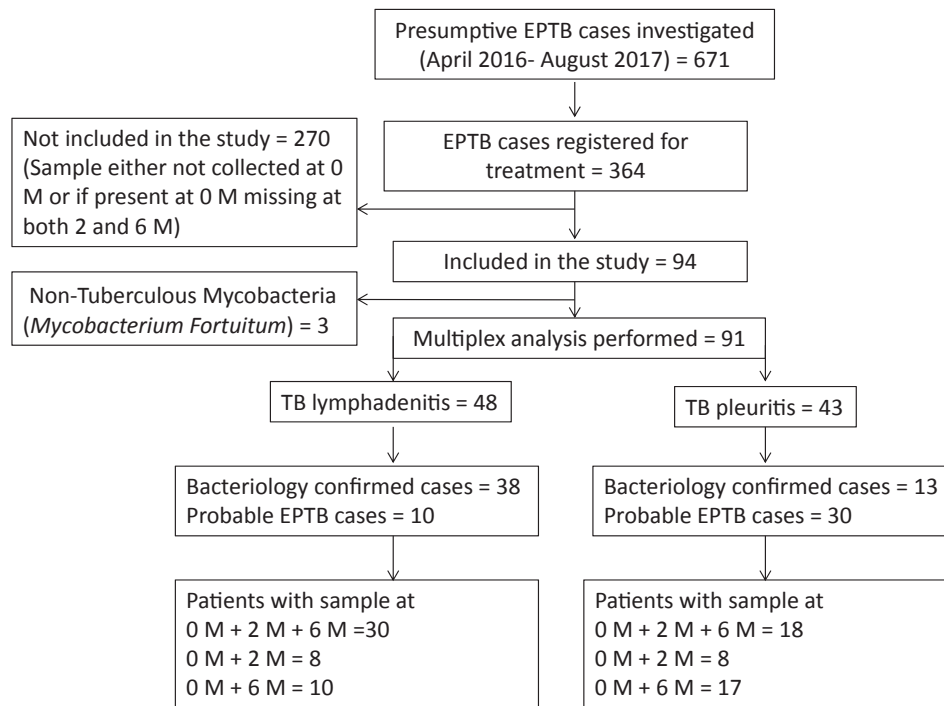 Presumptive EPTB cases investigated
(April 2016- August 2017) = 671
Not included in the study = 270
(Sample either not collected at 0
M or if present at 0 M missing at
both 2 and 6 M)
EPTB cases registered for
treatment = 364
Included in the study = 94
Non-Tuberculous Mycobacteria
(Mycobacterium Fortuitum) = 3
Multiplex analysis performed = 91
TB lymphadenitis = 48
TB pleuritis = 43
Bacteriology confirmed cases = 38
Probable EPTB cases = 10
Bacteriology confirmed cases = 13
Probable EPTB cases = 30
Patients with sample at
0 M + 2 M + 6 M =30
0 M + 2 M = 8
0 M + 6 M = 10
Patients with sample at
0 M + 2 M + 6 M = 18
0 M + 2 M = 8
0 M + 6 M = 17